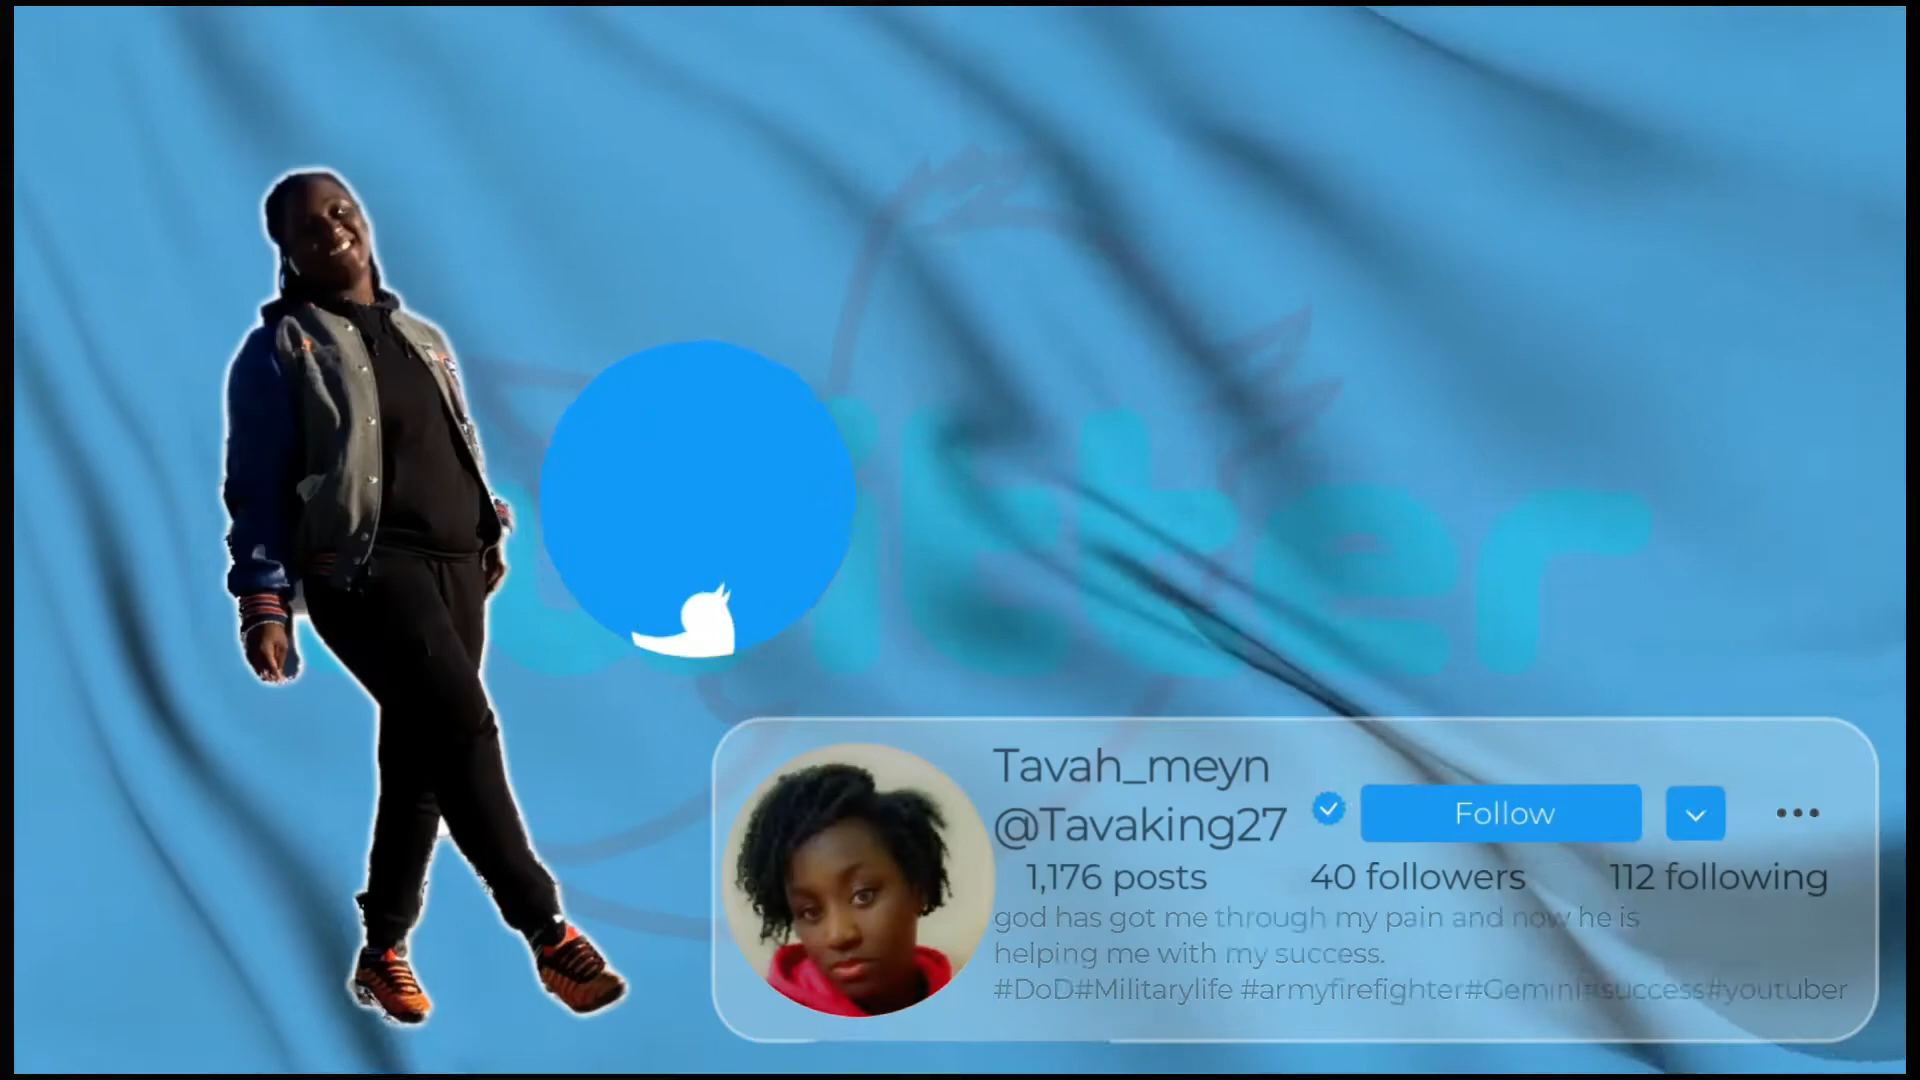 twitter
Tavah_meyn
@Tavaking27
Follow
1,176 posts 40 followers 112 following
god has got me through my pain and now he is
helping me with my success.
#DoD#Militarylife #armyfirefighter#Gemini#success#youtuber